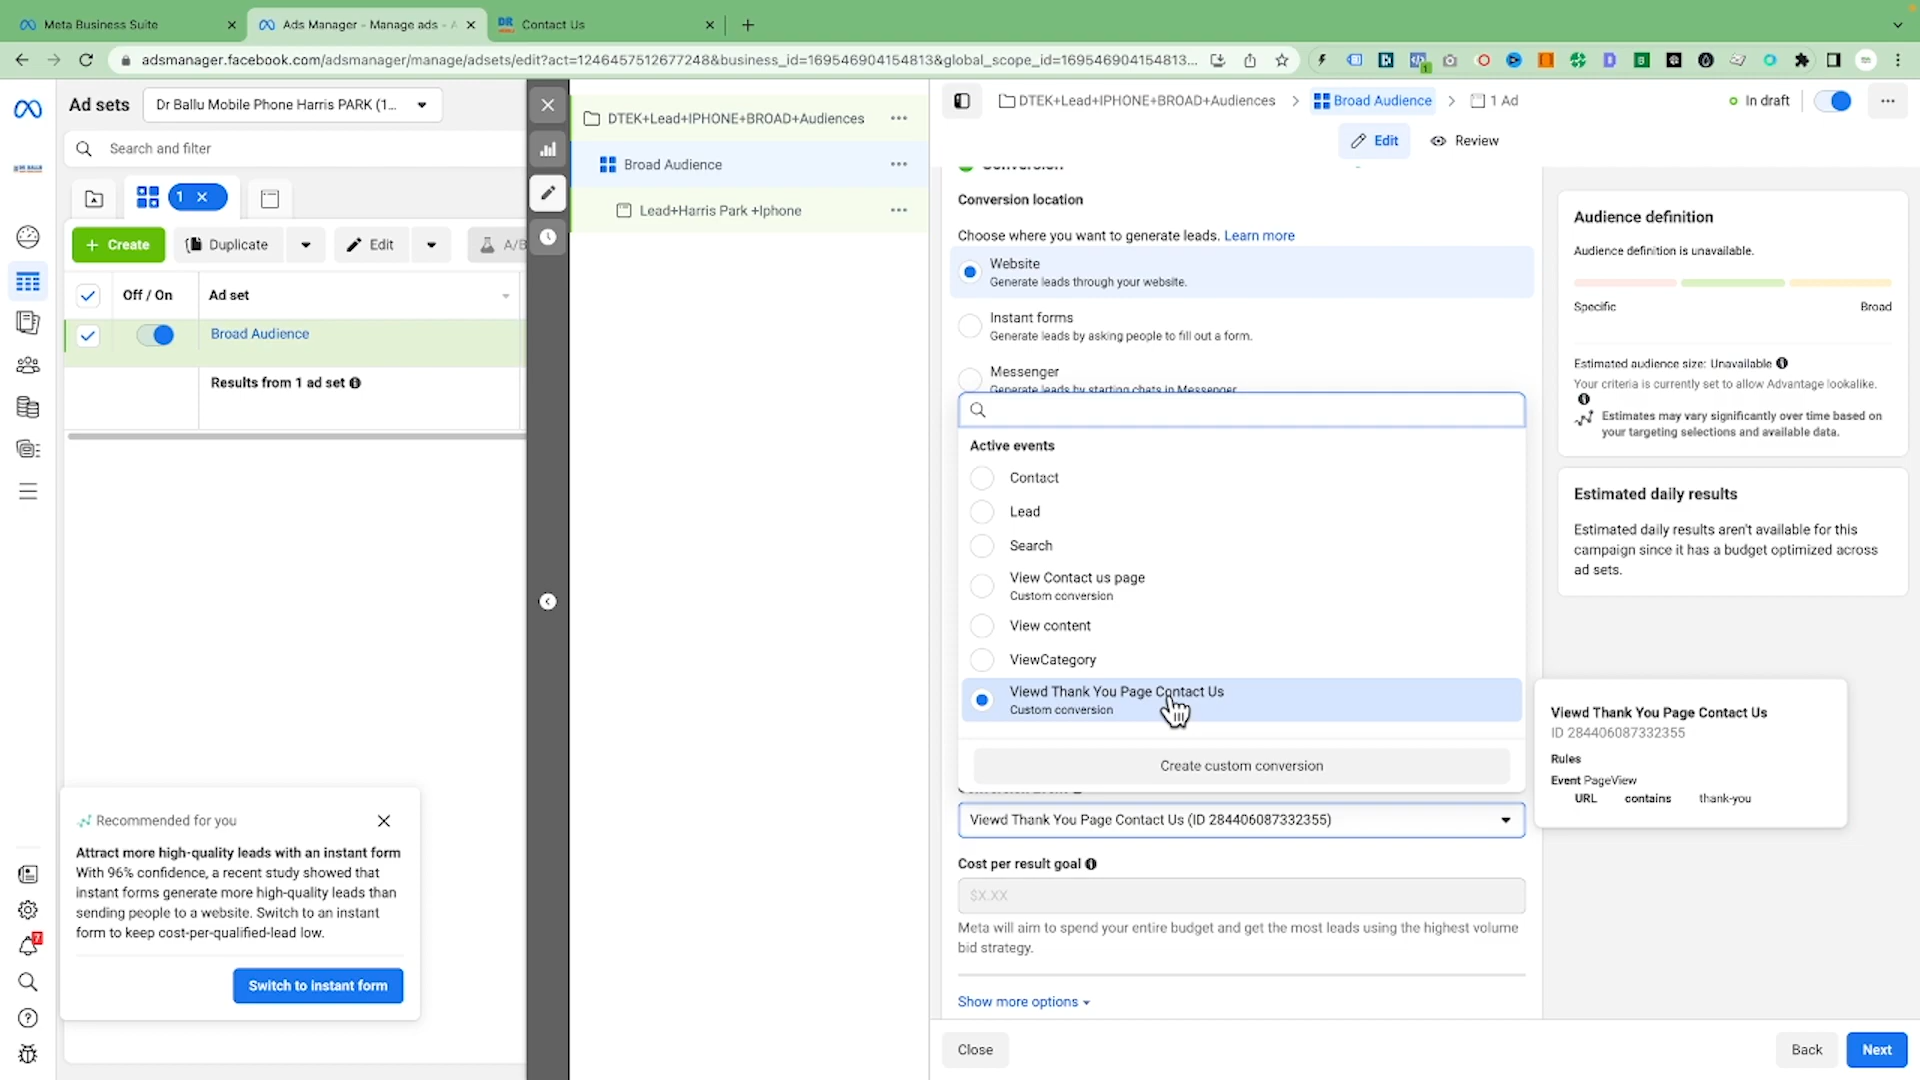 Meta Business Suite
Ads Manager - Manage ads -
DR
Contact Us
adsmanager.facebook.com/adsmanager/manage/adsets/edit?act=1246457512677248&business_id=169546904154813&global_scope_id=169546904154813...
Ad sets
Dr Ballu Mobile Phone Harris PARK (1...
Search and filter
1
Create
Duplicate
Edit
A/B
Off / On
Ad set
Broad Audience
Results from 1 ad set
Recommended for you
Attract more high-quality leads with an instant form
With 96% confidence, a recent study showed that
instant forms generate more high-quality leads than
sending people to a website. Switch to an instant
form to keep cost-per-qualified-lead low.
Switch to instant form
7
DTEK+Lead+IPHONE+BROAD+Audiences
Broad Audience
Lead+Harris Park +Iphone
DTEK+Lead+IPHONE+BROAD+Audiences
Broad Audience
1 Ad
In draft
Edit
Review
Conversion
Conversion location
Choose where you want to generate leads. Learn more
Website
Generate leads through your website.
Instant forms
Generate leads by asking people to fill out a form.
Messenger
Generate leads by starting chats in Messenger
Active events
Contact
Lead
Search
View Contact us page
Custom conversion
View content
ViewCategory
Viewd Thank You Page Contact Us
Custom conversion
Create custom conversion
Viewd Thank You Page Contact Us (ID 284406087332355)
Cost per result goal
$X.XX
Meta will aim to spend your entire budget and get the most leads using the highest volume
bid strategy.
Show more options
Close
Back
Next
Audience definition
Audience definition is unavailable.
Specific
Broad
Estimated audience size: Unavailable
Your criteria is currently set to allow Advantage lookalike.
Estimates may vary significantly over time based on
your targeting selections and available data.
Estimated daily results
Estimated daily results aren't available for this
campaign since it has a budget optimized across
ad sets.
Viewd Thank You Page Contact Us
ID 284406087332355
Rules
Event PageView
URL contains thank-you